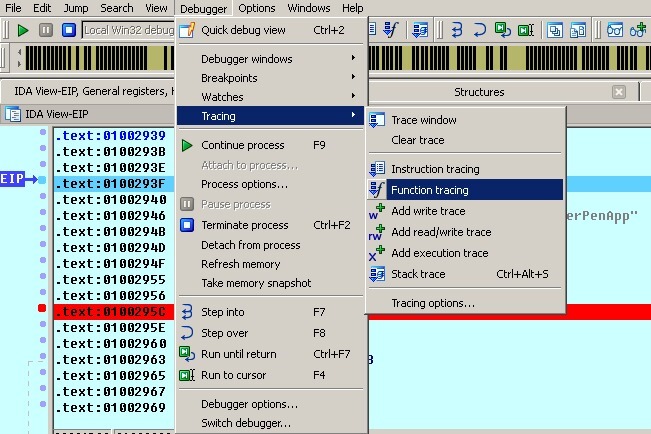 File Edit Jump Search View Debugger Options Windows Help
Local Win32 debug
Quick debug view Ctrl+2
Debugger windows
Breakpoints
Watches
Tracing
Continue process F9
Attach to process...
Process options...
Pause process
Terminate process Ctrl+F2
Detach from process
Refresh memory
Take memory snapshot
Step into F7
Step over F8
Run until return Ctrl+F7
Run to cursor F4
Debugger options...
Switch debugger...
Trace window
Clear trace
Instruction tracing
Function tracing
Add write trace
Add read/write trace
Add execution trace
Stack trace Ctrl+Alt+S
Tracing options...
IDA View-EIP, General registers, H
Structures
IDA View-EIP
.text:01002939
.text:0100293B
.text:0100293E
EIP .text:0100293F
.text:01002940
.text:01002946 erPenApp"
.text:0100294B
.text:0100294D
.text:0100294F
.text:01002955
.text:01002956
.text:0100295C
.text:0100295E
.text:01002960
.text:01002963
.text:01002965
.text:01002967
.text:01002969